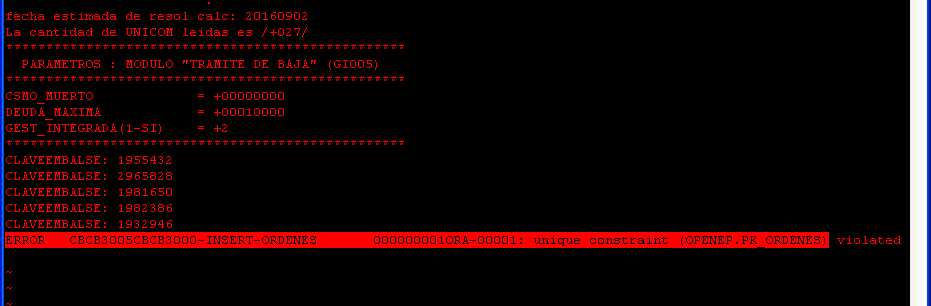 fecha estimada de resol calc: 20160902
La cantidad de UNICOM leidas es /+027/
**************************************************
PARAMETROS : MODULO "TRAMITE DE BAJA" (GI005)
**************************************************
CSMO_MUERTO = +00000000
DEUDA_MAXIMA = +00010000
GEST_INTEGRADA(1-SI) = +2
**************************************************
CLAVEEMBALSE: 1955432
CLAVEEMBALSE: 2965828
CLAVEEMBALSE: 1981650
CLAVEEMBALSE: 1982386
CLAVEEMBALSE: 1932946
ERROR CBCB3005CBCB3000-INSERT-ORDENES 000000001ORA-00001: unique constraint (OPENEP.PK_ORDENES) violated
~
~
~